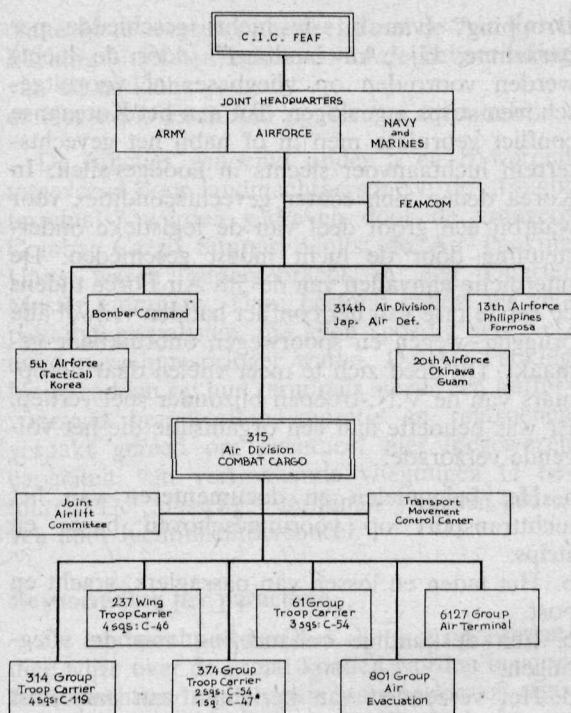 C.I.C. FEAF
JOINT HEADQUARTERS
ARMY
AIRFORCE
NAVY
and
MARINES
FEAMCOM
Bomber Command
314th Air Division
Jap. Air Def.
13th Airforce
Philippines
Formosa
5th Airforce
(Tactical)
Korea
20th Airforce
Okinawa
Guam
315
Air Division
COMBAT CARGO
Joint
Airlift
Committee
Transports
Movement
Control Center
237 Wing
Troop Carrier
4 sqs: C-46
61 Group
Troop Carrier
3 sqs: C-54
6127 Group
Air Terminal
314 Group
Troop Carrier
4 sqs: C-119
374 Group
Troop Carrier
2 sqs: C-54
1 sq: C-47
801 Group
Air
Evacuation